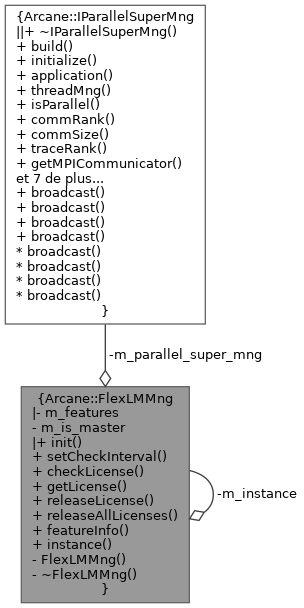 {Arcane::IParallelSuperMng
||+ ~IParallelSuperMng()
+ build()
+ initialize()
+ application()
+ threadMng()
+ isParallel()
+ commRank()
+ commSize()
+ traceRank()
+ getMPICommunicator()
et 7 de plus...
+ broadcast()
+ broadcast()
+ broadcast()
+ broadcast()
* broadcast()
* broadcast()
* broadcast()
* broadcast()
}
-m_parallel_super_mng
{Arcane::FlexLMMng
|- m_features
- m_is_master
|+ init()
+ setCheckInterval()
+ checkLicense()
+ getLicense()
+ releaseLicense()
+ releaseAllLicenses()
+ featureInfo()
+ instance()
- FlexLMMng()
- ~FlexLMMng()
}
-m_instance